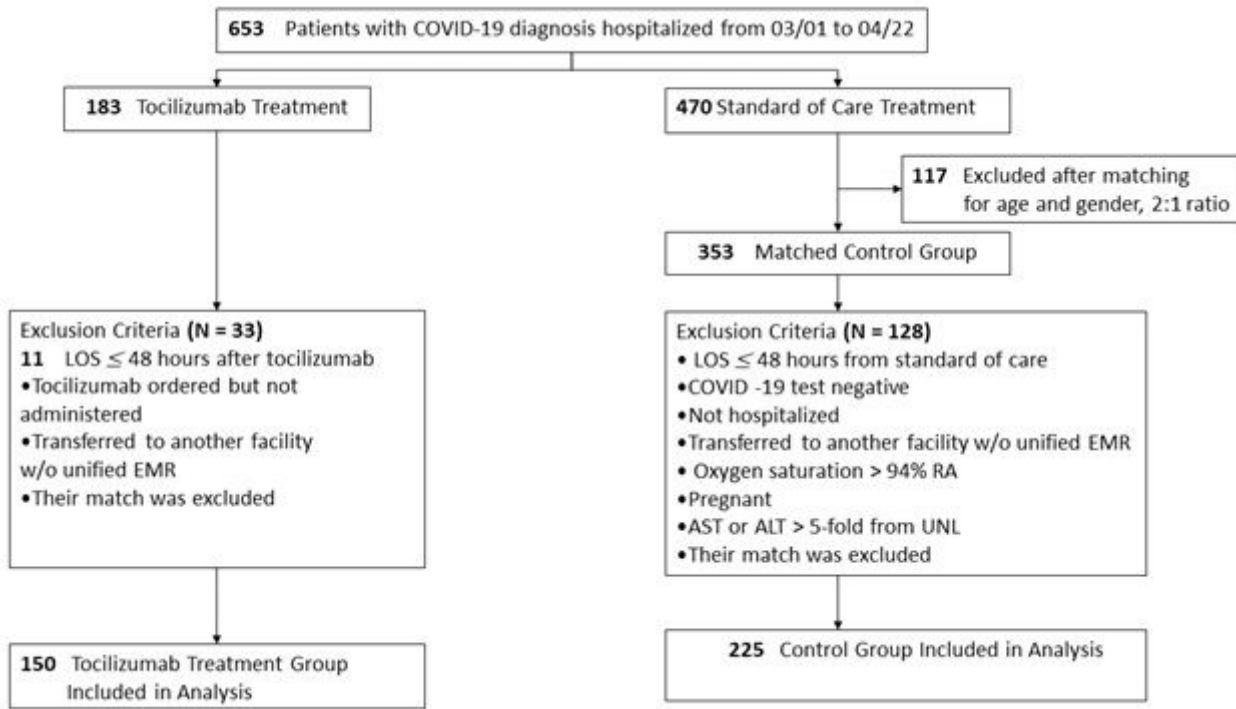 653 Patients with COVID-19 diagnosis hospitalized from 03/01 to 04/22
183 Tocilizumab Treatment
470 Standard of Care Treatment
117 Excluded after matching
for age and gender, 2:1 ratio
353 Matched Control Group
Exclusion Criteria (N = 33)
11 LOS ≤ 48 hours after tocilizumab
•Tocilizumab ordered but not
administered
•Transferred to another facility
w/o unified EMR
•Their match was excluded
Exclusion Criteria (N = 128)
• LOS ≤ 48 hours from standard of care
•COVID -19 test negative
•Not hospitalized
•Transferred to another facility w/o unified EMR
• Oxygen saturation > 94% RA
•Pregnant
•AST or ALT > 5-fold from UNL
•Their match was excluded
150 Tocilizumab Treatment Group
Included in Analysis
225 Control Group Included in Analysis